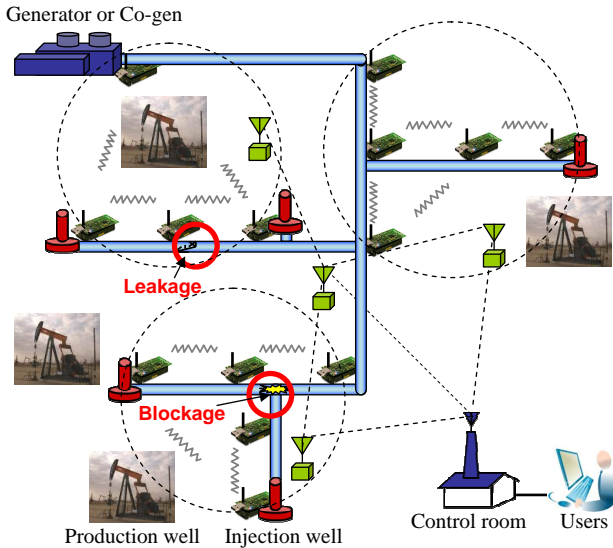 Generator or Co-gen
Leakage
Blockage
Production well
Injection well
Control room
Users